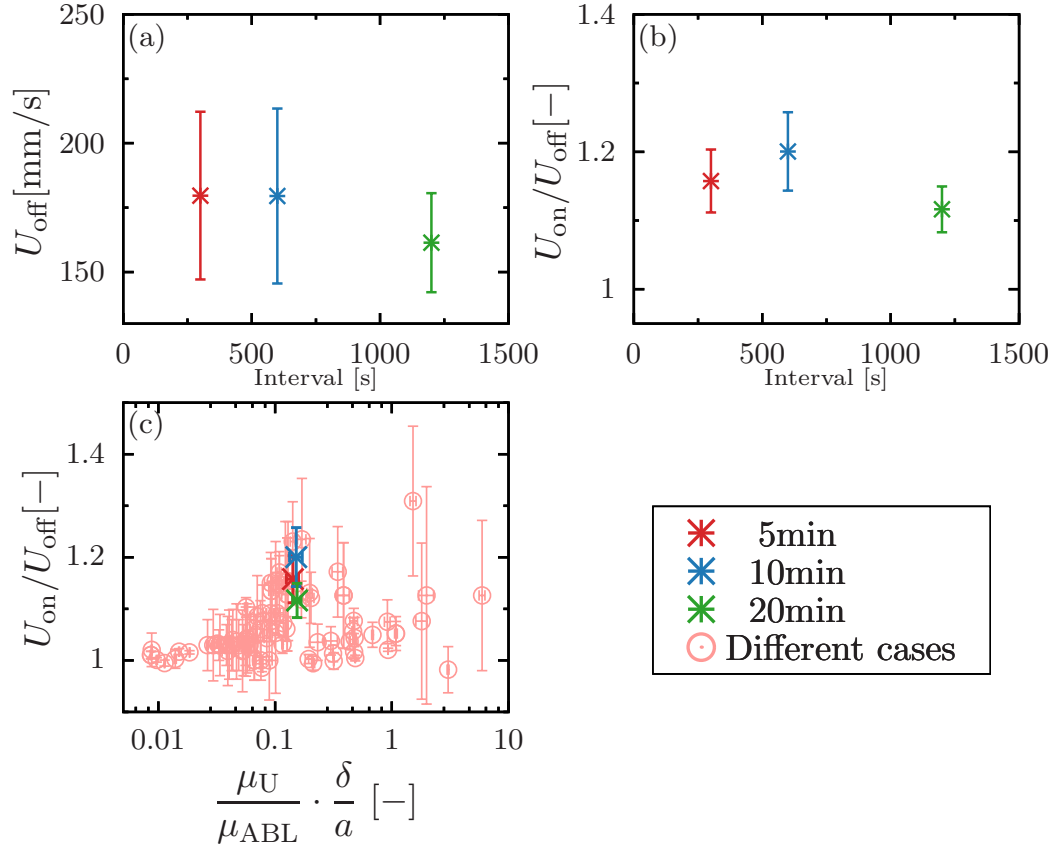 250
200
150
U_off[mm/s]
(a)
0 500 1000 1500
Interval [s]
1.4
1.2
1
U_on/U_off[−]
(b)
0 500 1000 1500
Interval [s]
1.4
1.2
1
U_on/U_off[−]
(c)
0.01 0.1 1 10
μ_U/μ_ABL · δ/a [−]
5min
10min
20min
Different cases